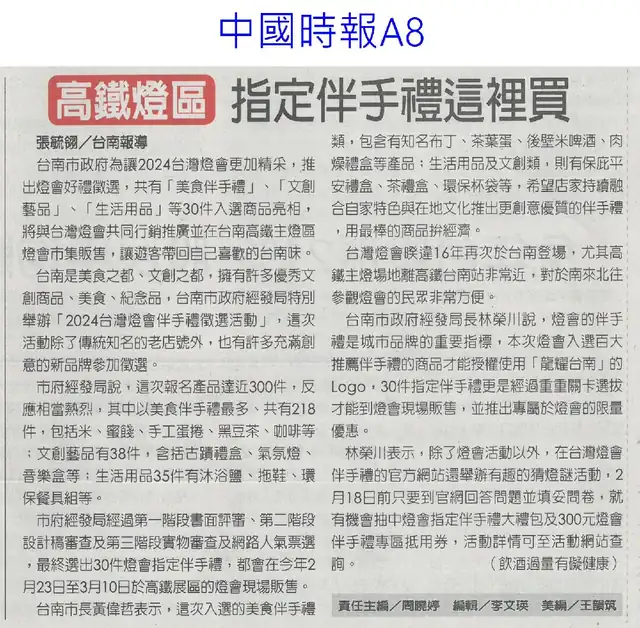 中國時報A8
高鐵燈區 指定伴手禮這裡買
張毓翎／台南報導
台南市政府為讓2024台灣燈會更加精采，推
出燈會好禮徵選，共有「美食伴手禮」、「文創
藝品」、「生活用品」等30件入選商品亮相，
將與台灣燈會共同行銷推廣並在台南高鐵主燈區
燈會市集販售，讓遊客帶回自己喜歡的台南味。
台南是美食之都、文創之都，擁有許多優秀文
創商品、美食、紀念品，台南市政府經發局特別
舉辦「2024台灣燈會伴手禮徵選活動」，這次
活動除了傳統知名的老店號外，也有許多充滿創
意的新品牌參加徵選。
市府經發局說，這次報名產品達近300件，反
應相當熱烈，其中以美食伴手禮最多、共有218
件，包括米、蜜餞、手工蛋捲、黑豆茶、咖啡等
；文創藝品有38件，含括古蹟禮盒、氣氛燈、
音樂盒等；生活用品35件有沐浴鹽、拖鞋、環
保餐具組等。
市府經發局經過第一階段書面評審、第二階段
設計稿審查及第三階段實物審查及網路人氣票選
，最終選出30件燈會指定伴手禮，都會在今年2
月23日至3月10日於高鐵展區的燈會現場販售。
台南市長黃偉哲表示，這次入選的美食伴手禮
類，包含有知名布丁、茶葉蛋、後壁米啤酒、肉
燥禮盒等產品；生活用品及文創類，則有保庇平
安禮盒、茶禮盒、環保杯袋等，希望店家持續融
合自家特色與在地文化推出更創意優質的伴手禮
，用最棒的商品拚經濟。
台灣燈會睽違16年再次於台南登場，尤其高
鐵主燈場地離高鐵台南站非常近，對於南來北往
參觀燈會的民眾非常方便。
台南市政府經發局長林榮川說，燈會的伴手
禮是城市品牌的重要指標，本次燈會入選百大
推薦伴手禮的商品才能授權使用「龍耀台南」的
Logo，30件指定伴手禮更是經過重重關卡選拔
才能到燈會現場販售，並推出專屬於燈會的限量
優惠。
林榮川表示，除了燈會活動以外，在台灣燈會
伴手禮的官方網站還舉辦有趣的猜燈謎活動，2
月18日前只要到官網回答問題並填妥問卷，就
有機會抽中燈會指定伴手禮大禮包及300元燈會
伴手禮專區抵用券，活動詳情可至活動網站查
詢。 （飲酒過量有礙健康）
責任主編／周曉婷 編輯／李文瑛 美編／王韻筑